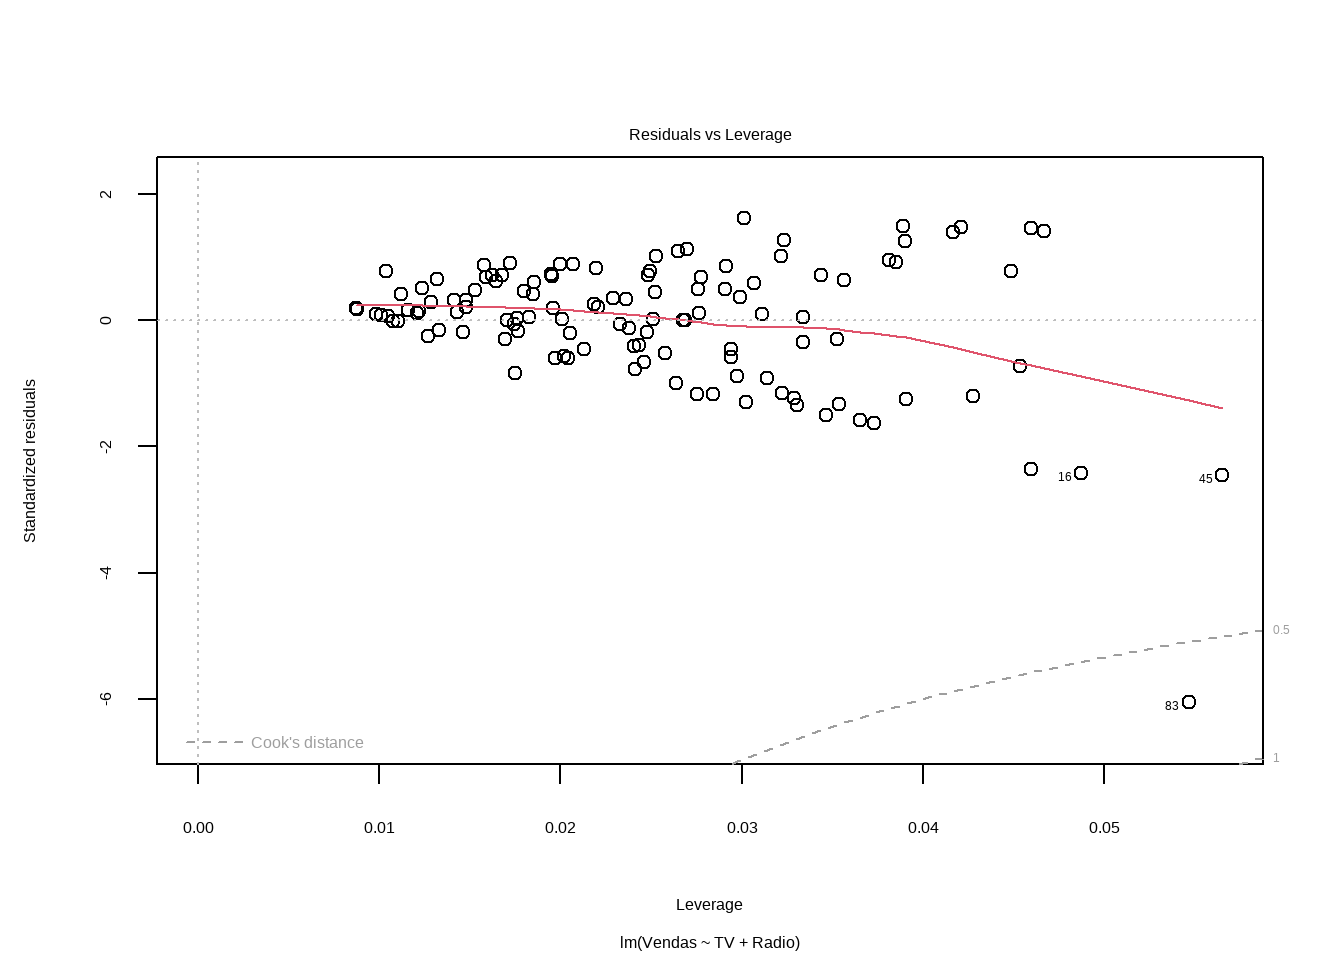 Residuals vs Leverage
Standardized residuals
2
0
-2
-4
-6
16
45
83
0.5
1
Cook's distance
0.00 0.01 0.02 0.03 0.04 0.05
Leverage
lm(Vendas ~ TV + Radio)